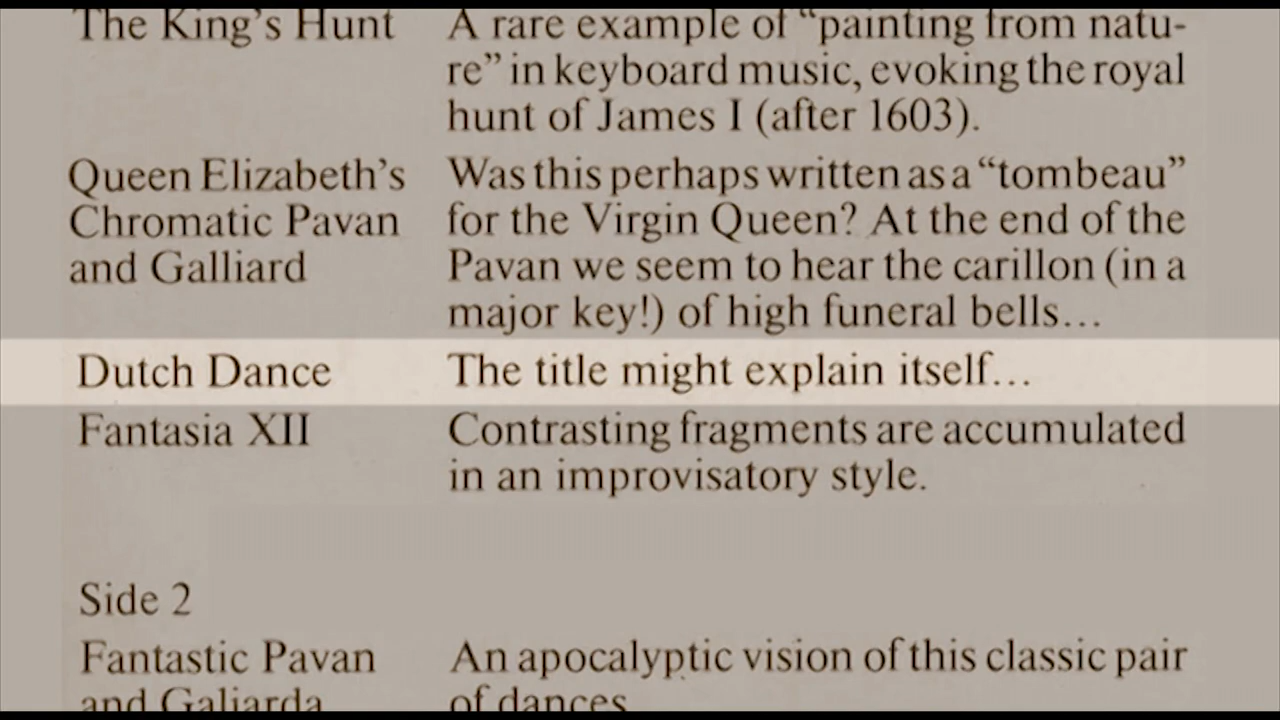 The King's Hunt
A rare example of “painting from natu-
re” in keyboard music, evoking the royal
hunt of James I (after 1603).
Queen Elizabeth's
Chromatic Pavan
and Galliard
Was this perhaps written as a “tombeau”
for the Virgin Queen? At the end of the
Pavan we seem to hear the carillon (in a
major key!) of high funeral bells...
Dutch Dance
The title might explain itself...
Fantasia XII
Contrasting fragments are accumulated
in an improvisatory style.
Side 2
Fantastic Pavan
and Galiarda
An apocalyptic vision of this classic pair
of dances